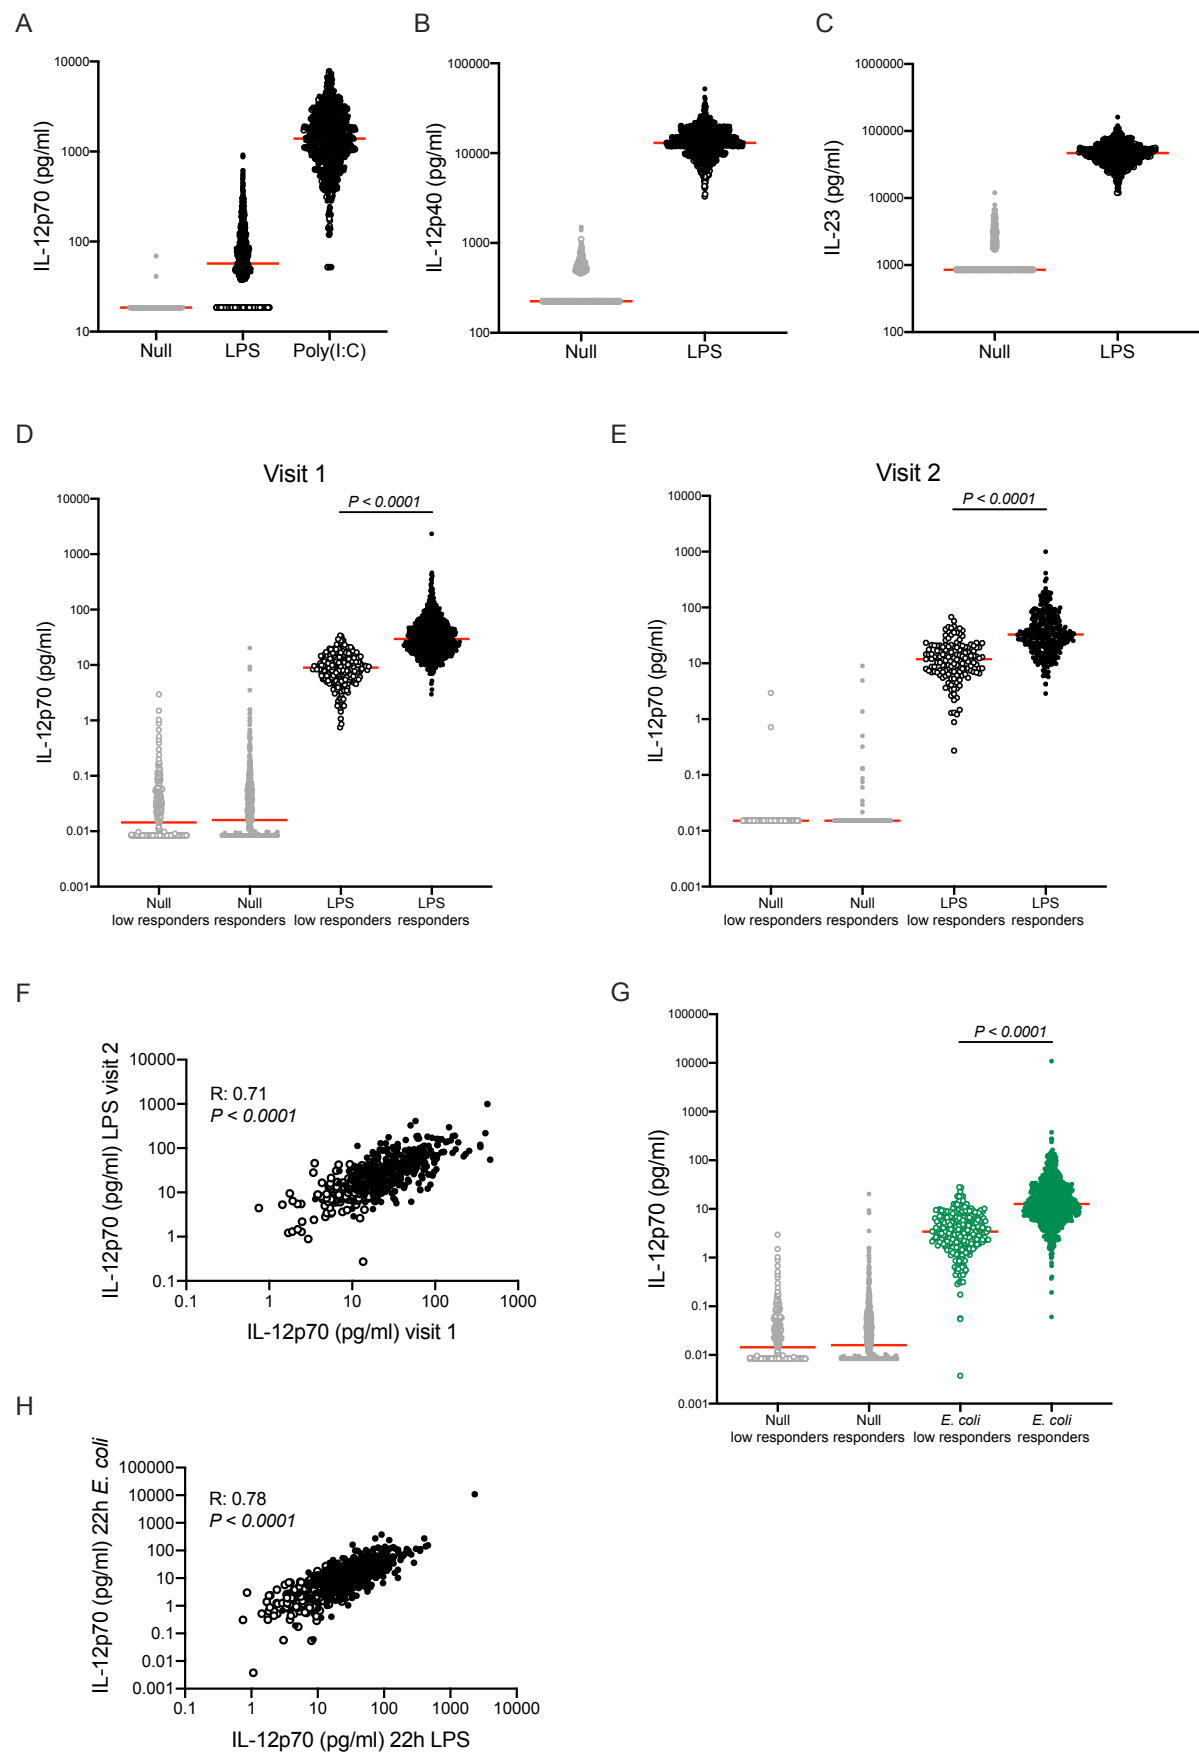 A
IL-12p70 (pg/ml)
10000
1000
100
10
Null LPS Poly(I:C)
B
IL-12p40 (pg/ml)
100000
10000
1000
100
Null LPS
C
IL-23 (pg/ml)
1000000
100000
10000
1000
100
Null LPS
D
Visit 1
P < 0.0001
IL-12p70 (pg/ml)
10000
1000
100
10
1
0.1
0.01
0.001
Null Null LPS LPS
low responders responders low responders responders
E
Visit 2
P < 0.0001
IL-12p70 (pg/ml)
10000
1000
100
10
1
0.1
0.01
0.001
Null Null LPS LPS
low responders responders low responders responders
F
IL-12p70 (pg/ml) LPS visit 2
10000
1000
100
10
1
0.1
R: 0.71
P < 0.0001
0.1 1 10 100 1000
IL-12p70 (pg/ml) visit 1
G
P < 0.0001
IL-12p70 (pg/ml)
100000
10000
1000
100
10
1
0.1
0.01
0.001
Null Null E. coli E. coli
low responders responders low responders responders
H
IL-12p70 (pg/ml) 22h E. coli
100000
10000
1000
100
10
1
0.1
0.01
0.001
R: 0.78
P < 0.0001
0.1 1 10 100 1000 10000
IL-12p70 (pg/ml) 22h LPS